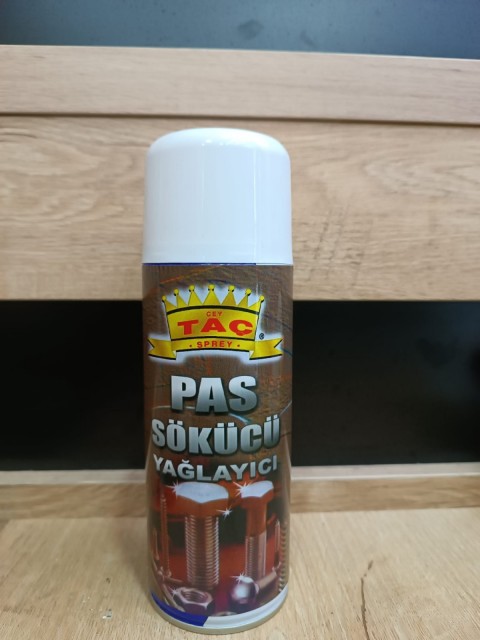 CEY
TAÇ
®
· SPREY ·
PAS
SÖKÜCÜ
YAĞLAYICI